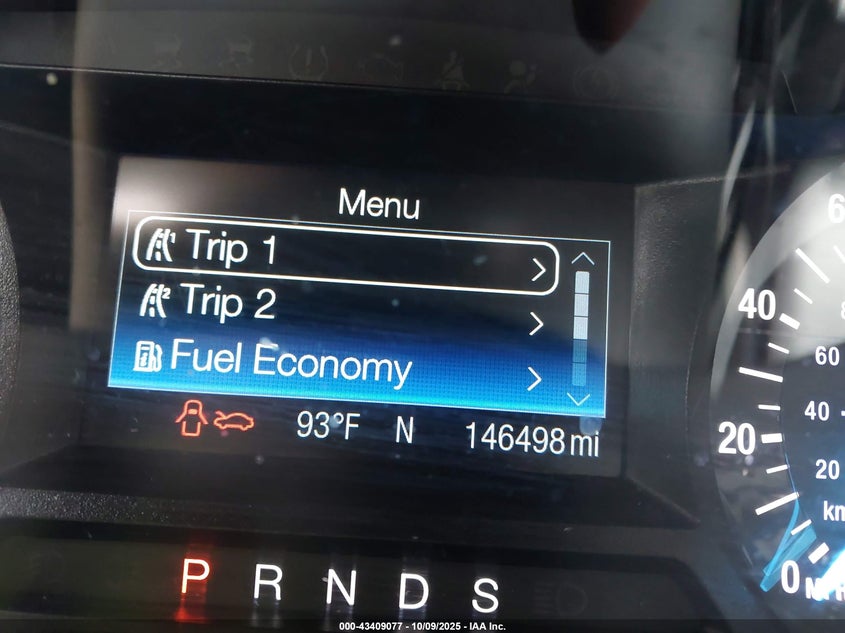 Menu
Trip 1
Trip 2
Fuel Economy
93°F N 146498 mi
P R N D S
40
20
0
60
40
20
000-43409077 - 10/09/2025 - IAA Inc.